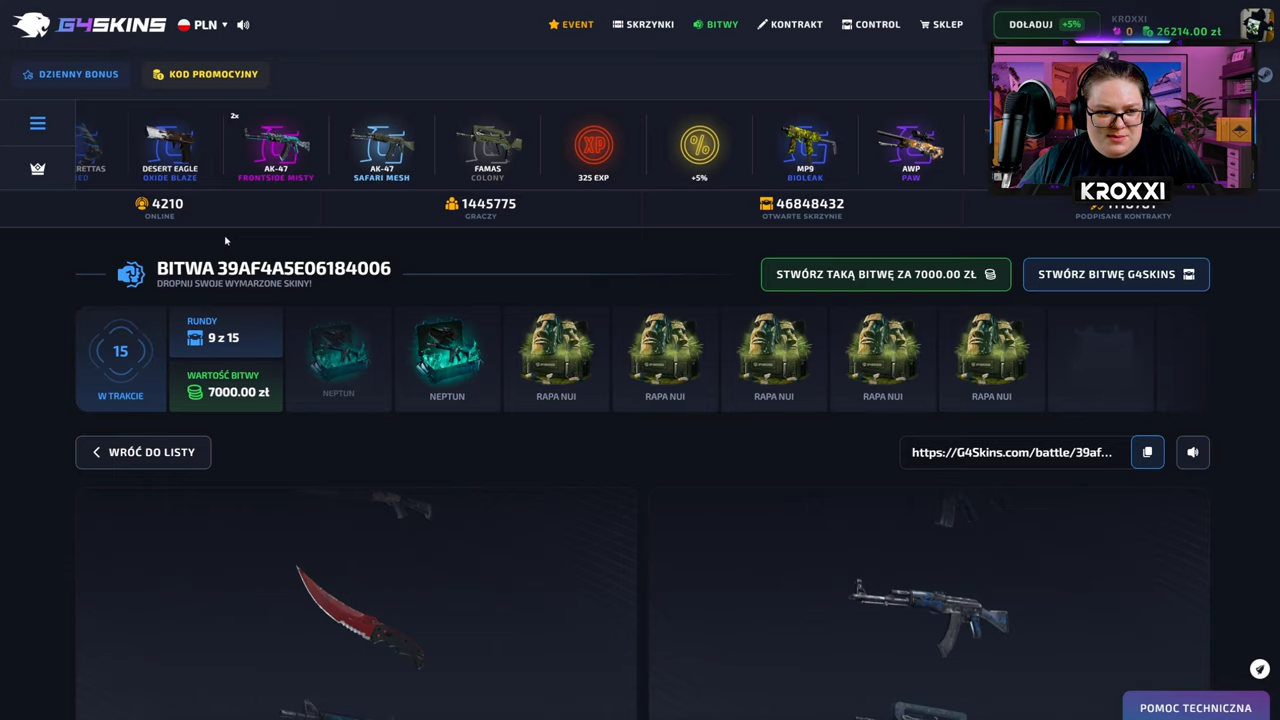 G4SKINS
PLN
EVENT
SKRZYNKI
BITWY
KONTRAKT
CONTROL
SKLEP
DOŁADUJ +5%
KROXXI
0 26214.00 zł
DZIENNY BONUS
KOD PROMOCYJNY
2x
RETTAS
DESERT EAGLE
OXIDE BLAZE
AK-47
FRONTSIDE MISTY
AK-47
SAFARI MESH
FAMAS
COLONY
XP
325 EXP
%
+5%
MP9
BIOLEAK
AWP
PAW
KROXXI
4210
ONLINE
1445775
GRACZY
46848432
OTWARTE SKRZYNIE
PODPISANE KONTRAKTY
BITWA 39AF4A5E06184006
DROPNIJ SWOJE WYMARZONE SKINY!
STWÓRZ TAKĄ BITWĘ ZA 7000.00 ZŁ
STWÓRZ BITWĘ G4SKINS
15
W TRAKCIE
RUNDY
9 z 15
WARTOŚĆ BITWY
7000.00 zł
NEPTUN
NEPTUN
RAPA NUI
RAPA NUI
RAPA NUI
RAPA NUI
RAPA NUI
WRÓĆ DO LISTY
https://G4Skins.com/battle/39af...
POMOC TECHNICZNA